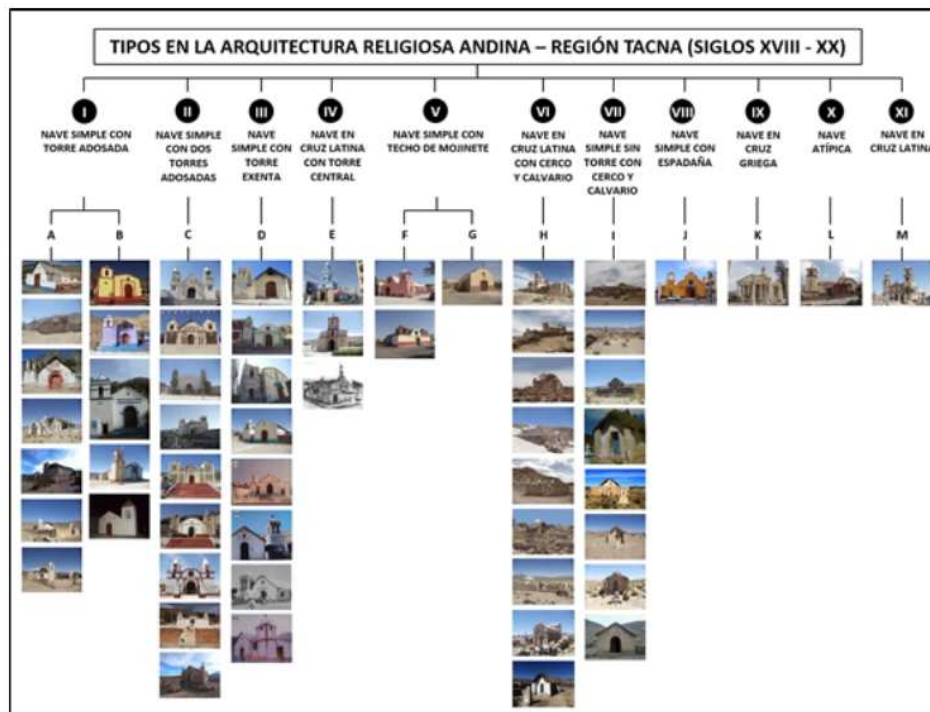 TIPOS EN LA ARQUITECTURA RELIGIOSA ANDINA – REGIÓN TACNA (SIGLOS XVIII - XX)
I
NAVE SIMPLE CON
TORRE ADOSADA
II
NAVE SIMPLE
CON DOS
TORRES
ADOSADAS
III
NAVE
SIMPLE CON
TORRE
EXENTA
IV
NAVE EN
CRUZ LATINA
CON TORRE
CENTRAL
V
NAVE SIMPLE CON
TECHO DE MOJINETE
VI
NAVE EN
CRUZ LATINA
CON CERCO
Y CALVARIO
VII
NAVE
SIMPLE SIN
TORRE CON
CERCO Y
CALVARIO
VIII
NAVE
SIMPLE CON
ESPADAÑA
IX
NAVE EN
CRUZ
GRIEGA
X
NAVE
ATÍPICA
XI
NAVE EN
CRUZ LATINA
A
B
C
D
E
F
G
H
I
J
K
L
M